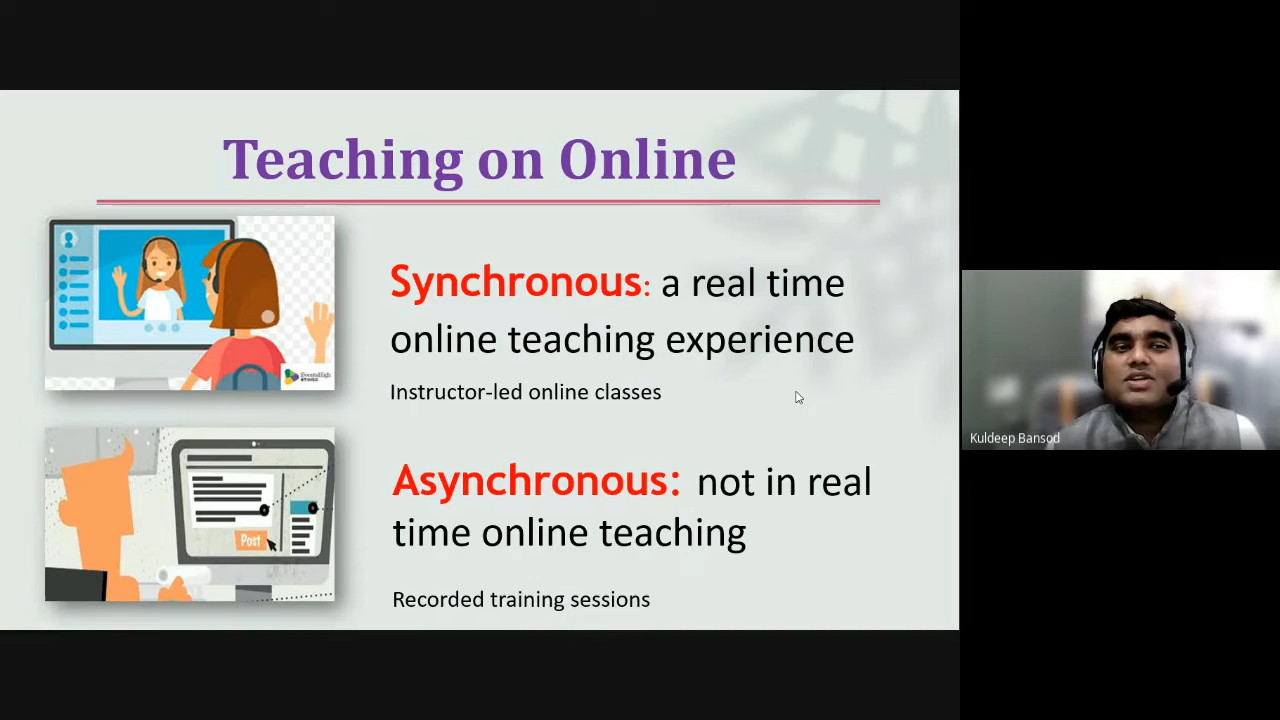 Teaching on Online
Synchronous: a real time
online teaching experience
Instructor-led online classes
Post
Asynchronous: not in real
time online teaching
Recorded training sessions
Kuldeep Bansod